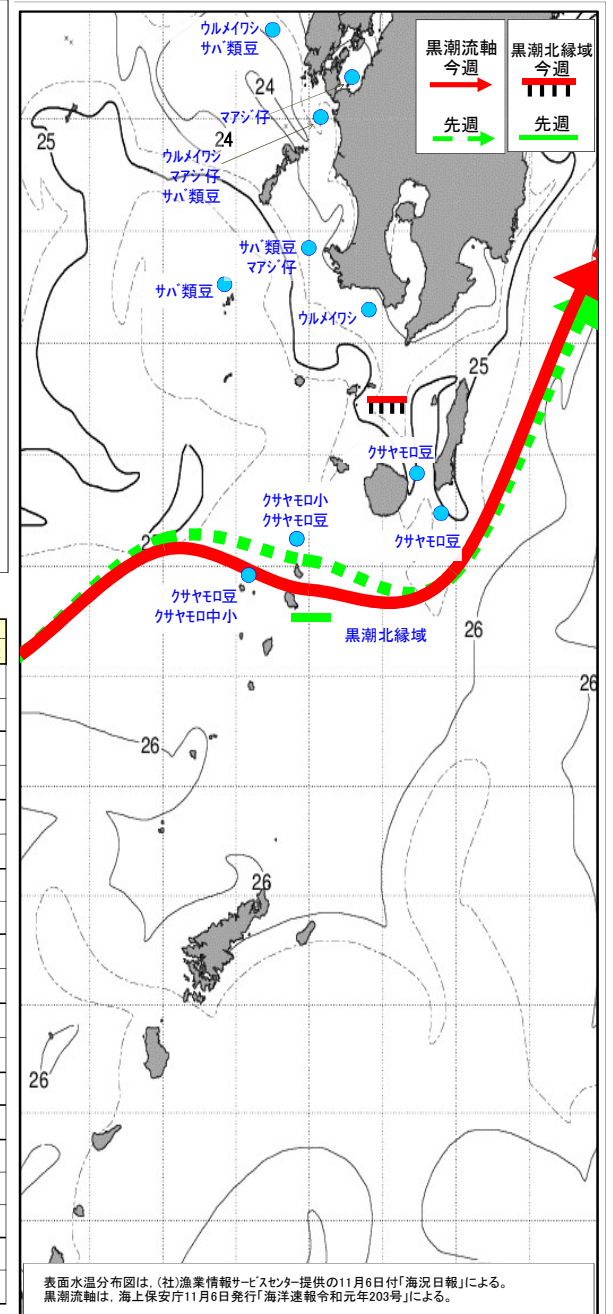 黒潮流軸
今週
先週
黒潮北縁域
今週
先週
ウルメイワシ
サバ類豆
マアジ仔
24
24
25
ウルメイワシ
マアジ仔
サバ類豆
サバ類豆
マアジ仔
サバ類豆
ウルメイワシ
25
クサヤモロ豆
クサヤモロ小
クサヤモロ豆
クサヤモロ豆
クサヤモロ豆
クサヤモロ中小
黒潮北縁域
26
26
26
26
26
表面水温分布図は、(社)漁業情報サービスセンター提供の11月6日付「海況日報」による。
黒潮流軸は、海上保安庁11月6日発行「海洋速報令和元年203号」による。